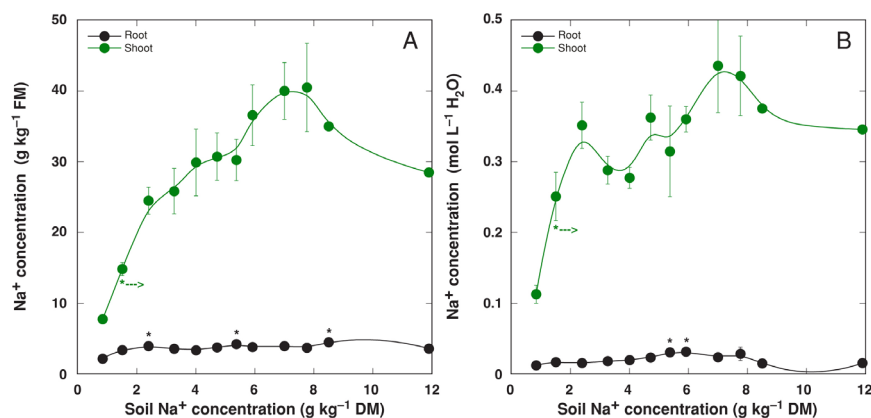 A
Root
Shoot
50
40
30
20
10
0
Na+ concentration
(g kg−1 FM)
*--->
* * *
0 2 4 6 8 10 12
Soil Na+ concentration (g kg−1 DM)
B
Root
Shoot
0.5
0.4
0.3
0.2
0.1
0
Na+ concentration (mol L−1 H2O)
*--->
* *
0 2 4 6 8 10 12
Soil Na+ concentration (g kg−1 DM)